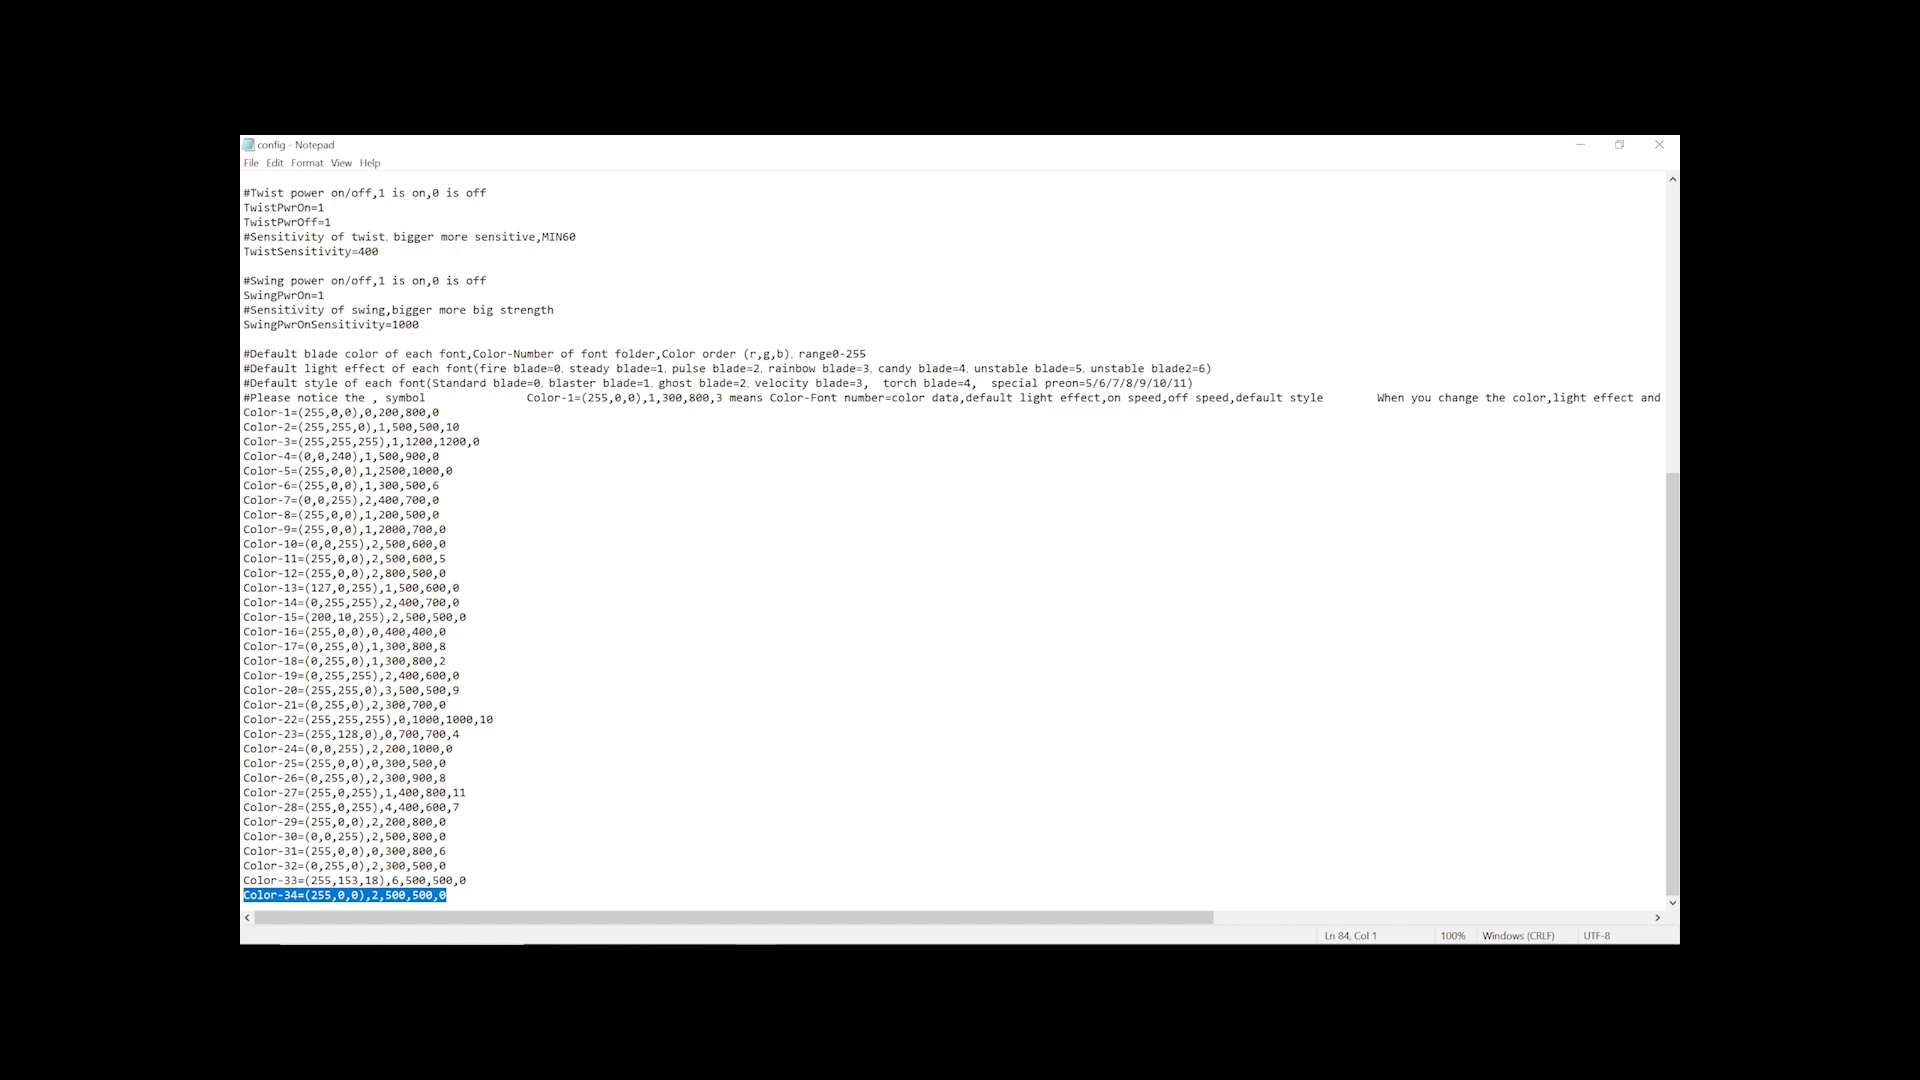 config - Notepad
File Edit Format View Help
#Twist power on/off,1 is on,0 is off
TwistPwrOn=1
TwistPwrOff=1
#Sensitivity of twist, bigger more sensitive,MIN60
TwistSensitivity=400
#Swing power on/off,1 is on,0 is off
SwingPwrOn=1
#Sensitivity of swing,bigger more big strength
SwingPwrOnSensitivity=1000
#Default blade color of each font,Color-Number of font folder,Color order (r,g,b), range0-255
#Default light effect of each font(fire blade=0, steady blade=1, pulse blade=2, rainbow blade=3, candy blade=4, unstable blade=5, unstable blade2=6)
#Default style of each font(Standard blade=0, blaster blade=1, ghost blade=2, velocity blade=3, torch blade=4, special preon=5/6/7/8/9/10/11)
#Please notice the , symbol Color-1=(255,0,0),1,300,800,3 means Color-Font number=color data,default light effect,on speed,off speed,default style When you change the color,light effect and
Color-1=(255,0,0),0,200,800,0
Color-2=(255,255,0),1,500,500,10
Color-3=(255,255,255),1,1200,1200,0
Color-4=(0,0,240),1,500,900,0
Color-5=(255,0,0),1,2500,1000,0
Color-6=(255,0,0),1,300,500,6
Color-7=(0,0,255),2,400,700,0
Color-8=(255,0,0),1,200,500,0
Color-9=(255,0,0),1,2000,700,0
Color-10=(0,0,255),2,500,600,0
Color-11=(255,0,0),2,500,600,5
Color-12=(255,0,0),2,800,500,0
Color-13=(127,0,255),1,500,600,0
Color-14=(0,255,255),2,400,700,0
Color-15=(200,10,255),2,500,500,0
Color-16=(255,0,0),0,400,400,0
Color-17=(0,255,0),1,300,800,8
Color-18=(0,255,0),1,300,800,2
Color-19=(0,255,255),2,400,600,0
Color-20=(255,255,0),3,500,500,9
Color-21=(0,255,0),2,300,700,0
Color-22=(255,255,255),0,1000,1000,10
Color-23=(255,128,0),0,700,700,4
Color-24=(0,0,255),2,200,1000,0
Color-25=(255,0,0),0,300,500,0
Color-26=(0,255,0),2,300,900,8
Color-27=(255,0,255),1,400,800,11
Color-28=(255,0,255),4,400,600,7
Color-29=(255,0,0),2,200,800,0
Color-30=(0,0,255),2,500,800,0
Color-31=(255,0,0),0,300,800,6
Color-32=(0,255,0),2,300,500,0
Color-33=(255,153,18),6,500,500,0
Color-34=(255,0,0),2,500,500,0
Ln 84, Col 1 100% Windows (CRLF) UTF-8